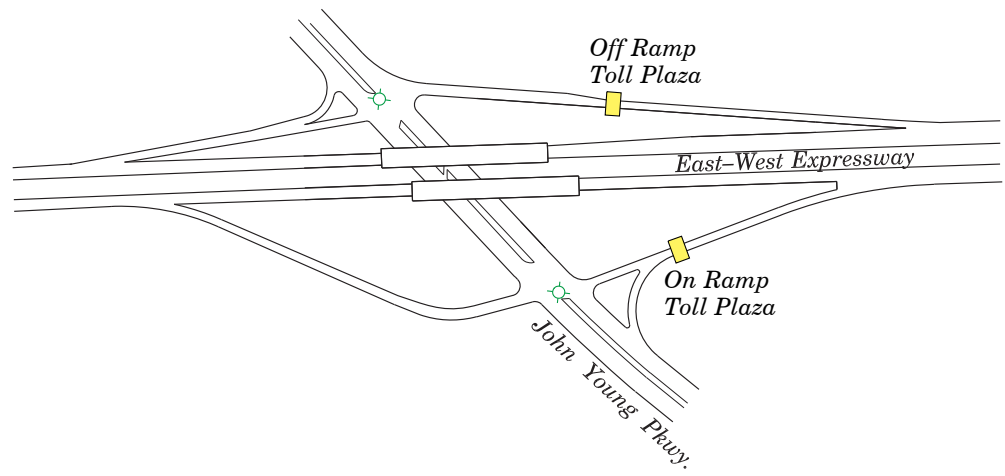 Off Ramp
Toll Plaza
East–West Expressway
On Ramp
Toll Plaza
John Young Pkwy.